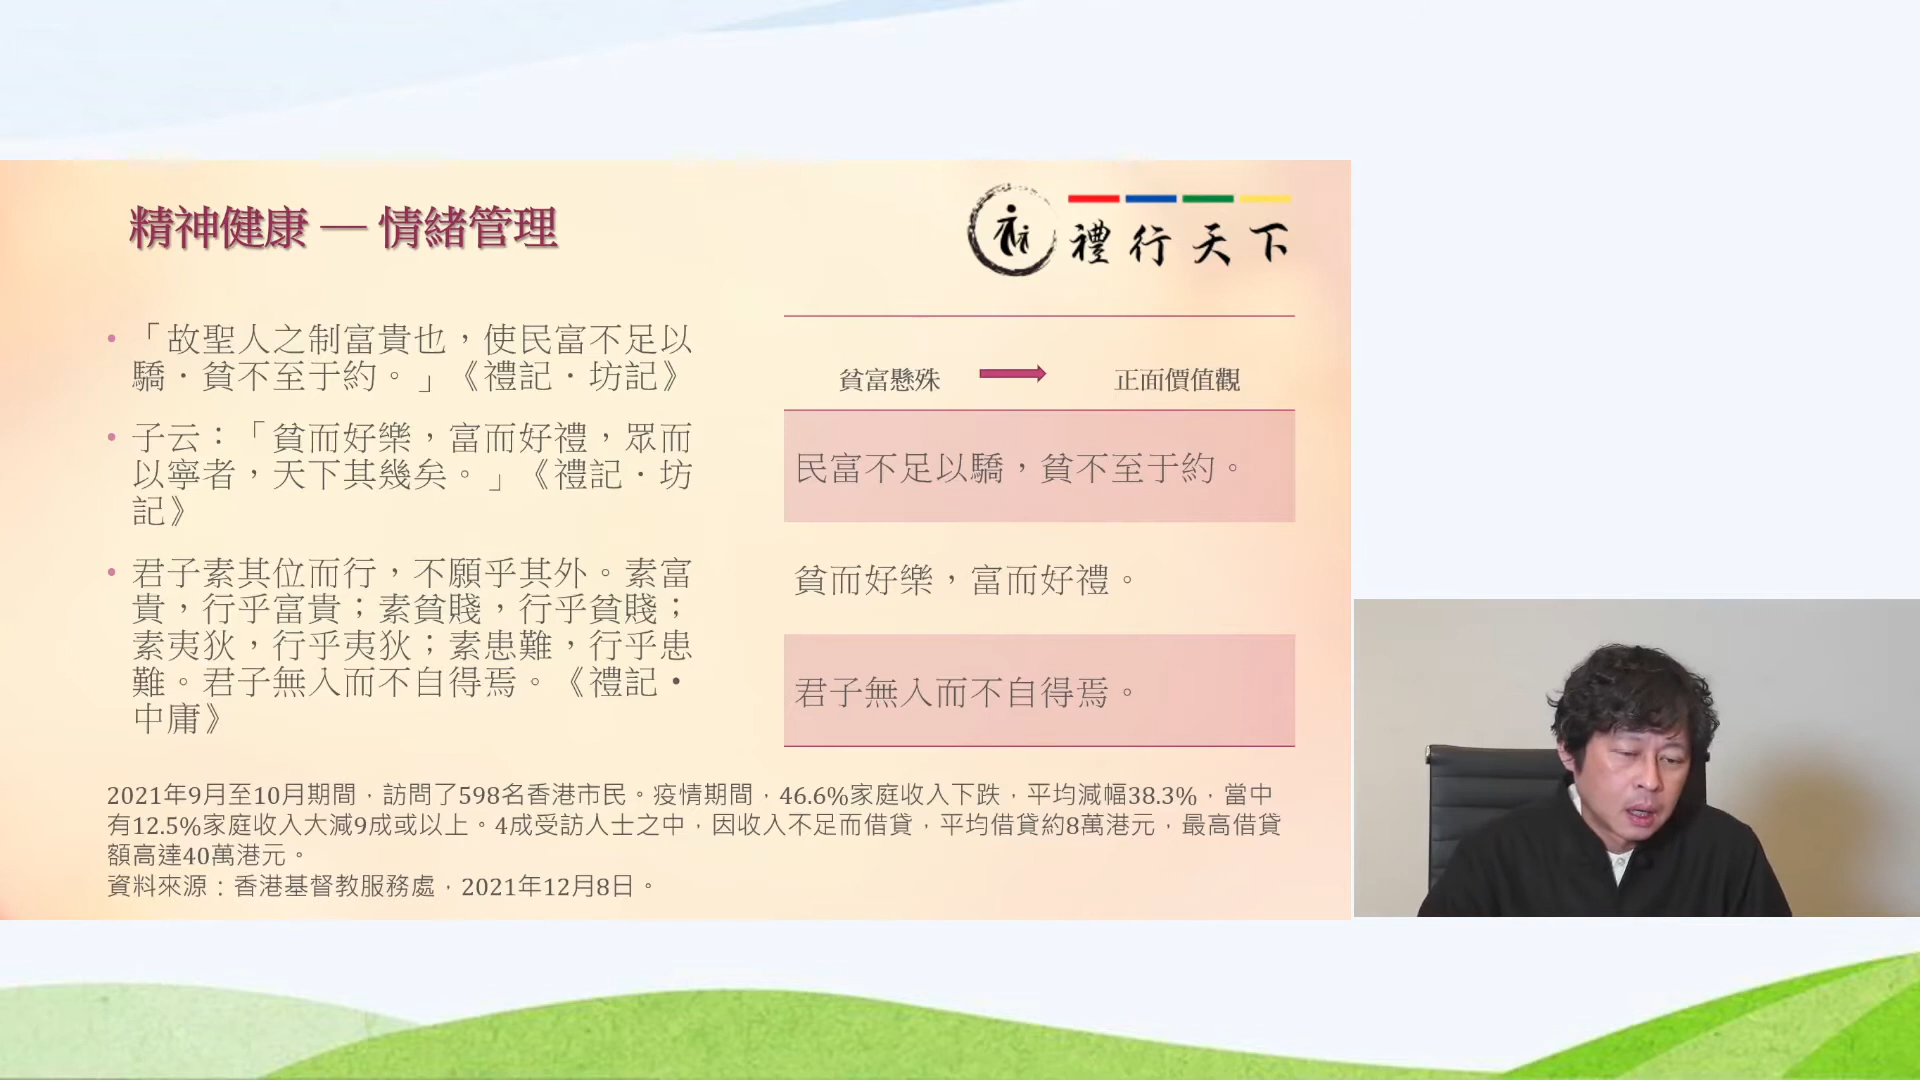 精神健康 — 情緒管理
禮行天下
• 「故聖人之制富貴也，使民富不足以
驕．貧不至于約。」《禮記．坊記》
• 子云：「貧而好樂，富而好禮，眾而
以寧者，天下其幾矣。」《禮記．坊
記》
• 君子素其位而行，不願乎其外。素富
貴，行乎富貴；素貧賤，行乎貧賤；
素夷狄，行乎夷狄；素患難，行乎患
難。君子無入而不自得焉。《禮記•
中庸》
貧富懸殊 正面價值觀
民富不足以驕，貧不至于約。
貧而好樂，富而好禮。
君子無入而不自得焉。
2021年9月至10月期間，訪問了598名香港市民。疫情期間，46.6%家庭收入下跌，平均減幅38.3%，當中
有12.5%家庭收入大減9成或以上。4成受訪人士之中，因收入不足而借貸，平均借貸約8萬港元，最高借貸
額高達40萬港元。
資料來源：香港基督教服務處，2021年12月8日。